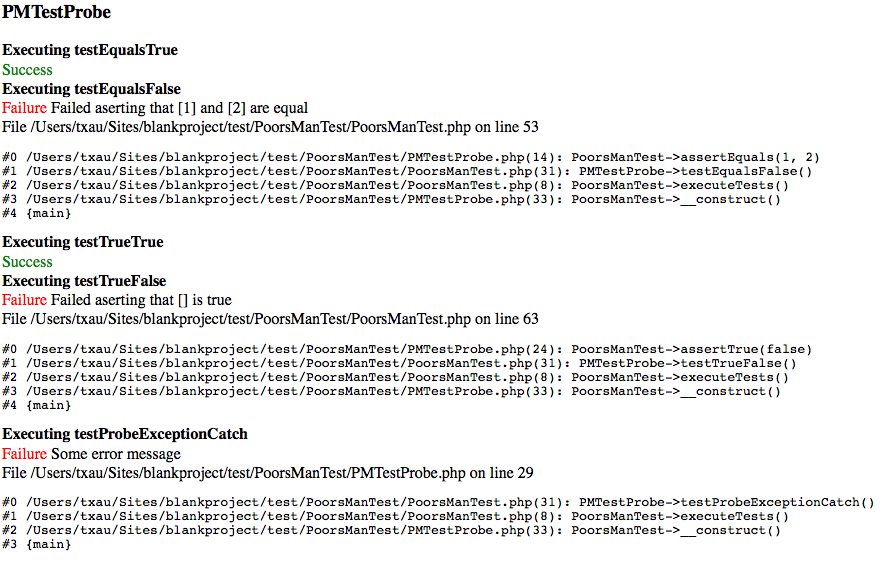 PMTestProbe
Executing testEqualsTrue
Success
Executing testEqualsFalse
Failure Failed aserting that [1] and [2] are equal
File /Users/txau/Sites/blankproject/test/PoorsManTest/PoorsManTest.php on line 53
#0 /Users/txau/Sites/blankproject/test/PoorsManTest/PMTestProbe.php(14): PoorsManTest->assertEquals(1, 2)
#1 /Users/txau/Sites/blankproject/test/PoorsManTest/PoorsManTest.php(31): PMTestProbe->testEqualsFalse()
#2 /Users/txau/Sites/blankproject/test/PoorsManTest/PoorsManTest.php(8): PoorsManTest->executeTests()
#3 /Users/txau/Sites/blankproject/test/PoorsManTest/PMTestProbe.php(33): PoorsManTest->__construct()
#4 {main}
Executing testTrueTrue
Success
Executing testTrueFalse
Failure Failed aserting that [] is true
File /Users/txau/Sites/blankproject/test/PoorsManTest/PoorsManTest.php on line 63
#0 /Users/txau/Sites/blankproject/test/PoorsManTest/PMTestProbe.php(24): PoorsManTest->assertTrue(false)
#1 /Users/txau/Sites/blankproject/test/PoorsManTest/PoorsManTest.php(31): PMTestProbe->testTrueFalse()
#2 /Users/txau/Sites/blankproject/test/PoorsManTest/PoorsManTest.php(8): PoorsManTest->executeTests()
#3 /Users/txau/Sites/blankproject/test/PoorsManTest/PMTestProbe.php(33): PoorsManTest->__construct()
#4 {main}
Executing testProbeExceptionCatch
Failure Some error message
File /Users/txau/Sites/blankproject/test/PoorsManTest/PMTestProbe.php on line 29
#0 /Users/txau/Sites/blankproject/test/PoorsManTest/PoorsManTest.php(31): PMTestProbe->testProbeExceptionCatch()
#1 /Users/txau/Sites/blankproject/test/PoorsManTest/PoorsManTest.php(8): PoorsManTest->executeTests()
#2 /Users/txau/Sites/blankproject/test/PoorsManTest/PMTestProbe.php(33): PoorsManTest->__construct()
#3 {main}